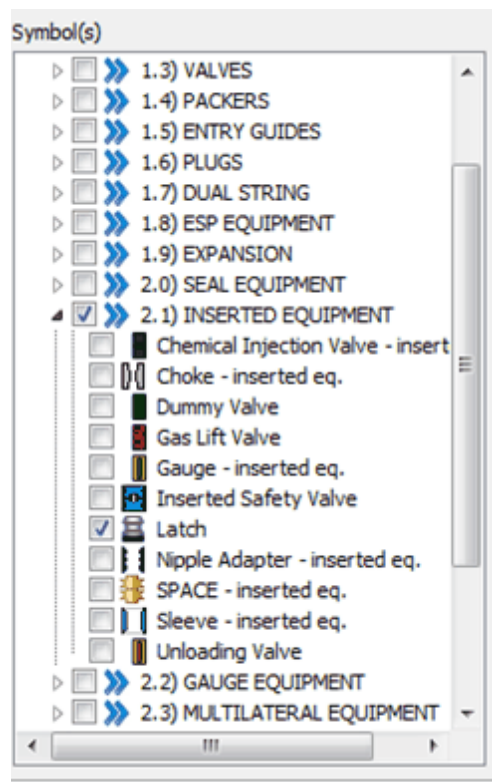 Symbol(s)
1.3) VALVES
1.4) PACKERS
1.5) ENTRY GUIDES
1.6) PLUGS
1.7) DUAL STRING
1.8) ESP EQUIPMENT
1.9) EXPANSION
2.0) SEAL EQUIPMENT
2.1) INSERTED EQUIPMENT
Chemical Injection Valve - insert
Choke - inserted eq.
Dummy Valve
Gas Lift Valve
Gauge - inserted eq.
Inserted Safety Valve
Latch
Nipple Adapter - inserted eq.
SPACE - inserted eq.
Sleeve - inserted eq.
Unloading Valve
2.2) GAUGE EQUIPMENT
2.3) MULTILATERAL EQUIPMENT